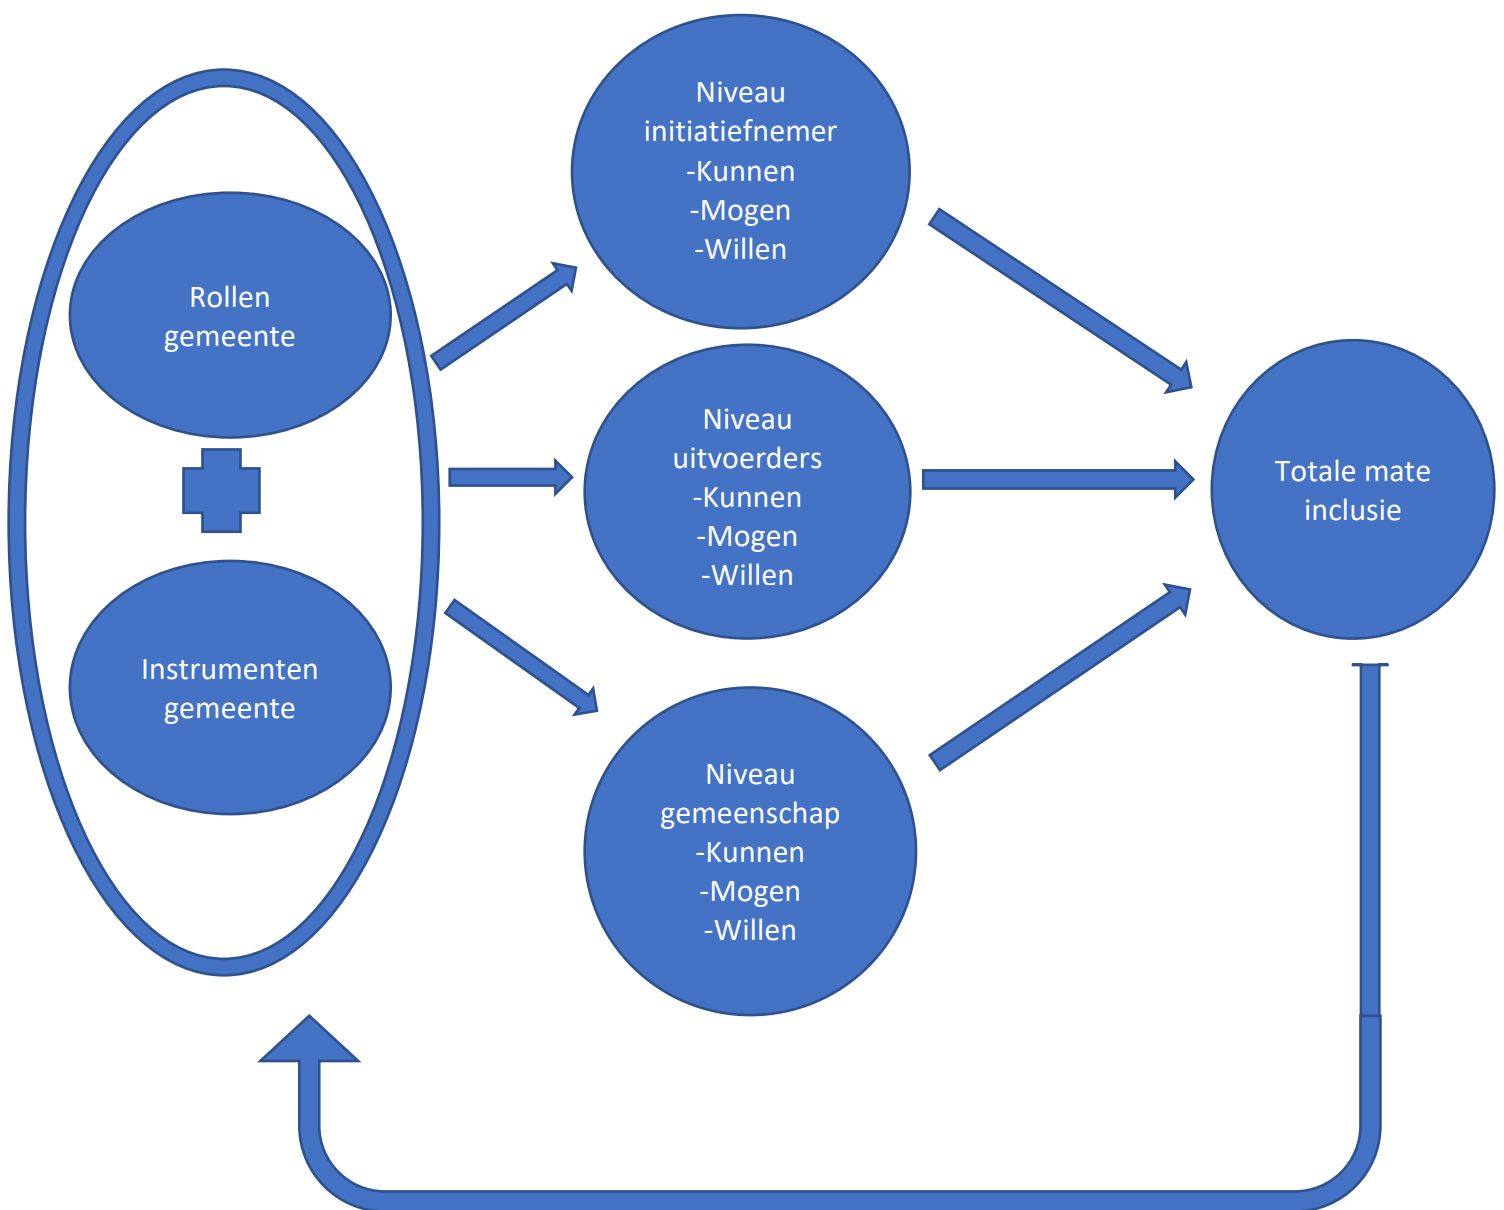 Rollen
gemeente
Instrumenten
gemeente
Niveau
initiatiefnemer
-Kunnen
-Mogen
-Willen
Niveau
uitvoerders
-Kunnen
-Mogen
-Willen
Niveau
gemeenschap
-Kunnen
-Mogen
-Willen
Totale mate
inclusie